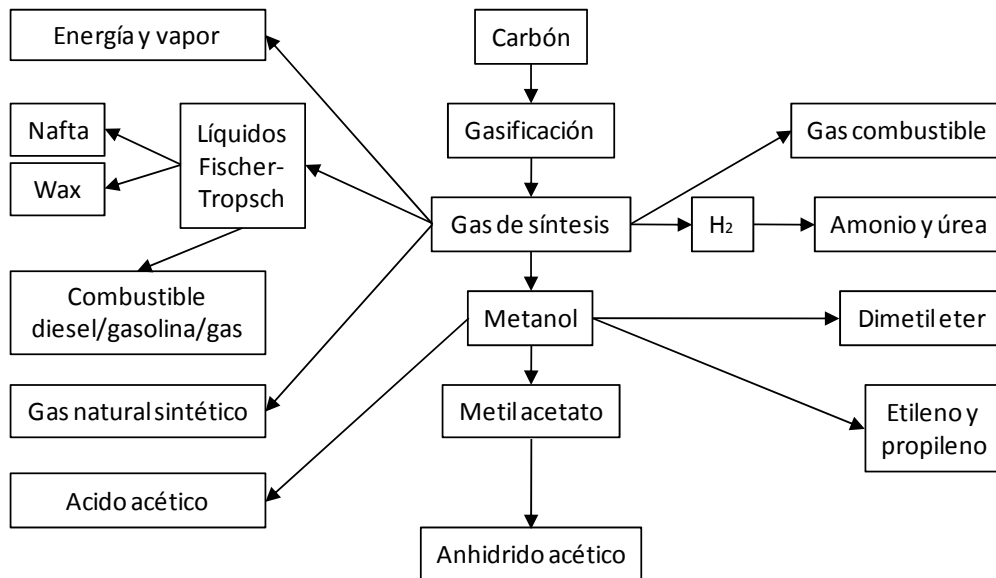 Energía y vapor
Carbón
Nafta
Líquidos
Fischer-
Tropsch
Gasificación
Gas combustible
Wax
Gas de síntesis
H₂
Amonio y úrea
Combustible
diesel/gasolina/gas
Metanol
Dimetil eter
Gas natural sintético
Metil acetato
Etileno y
propileno
Acido acético
Anhidrido acético